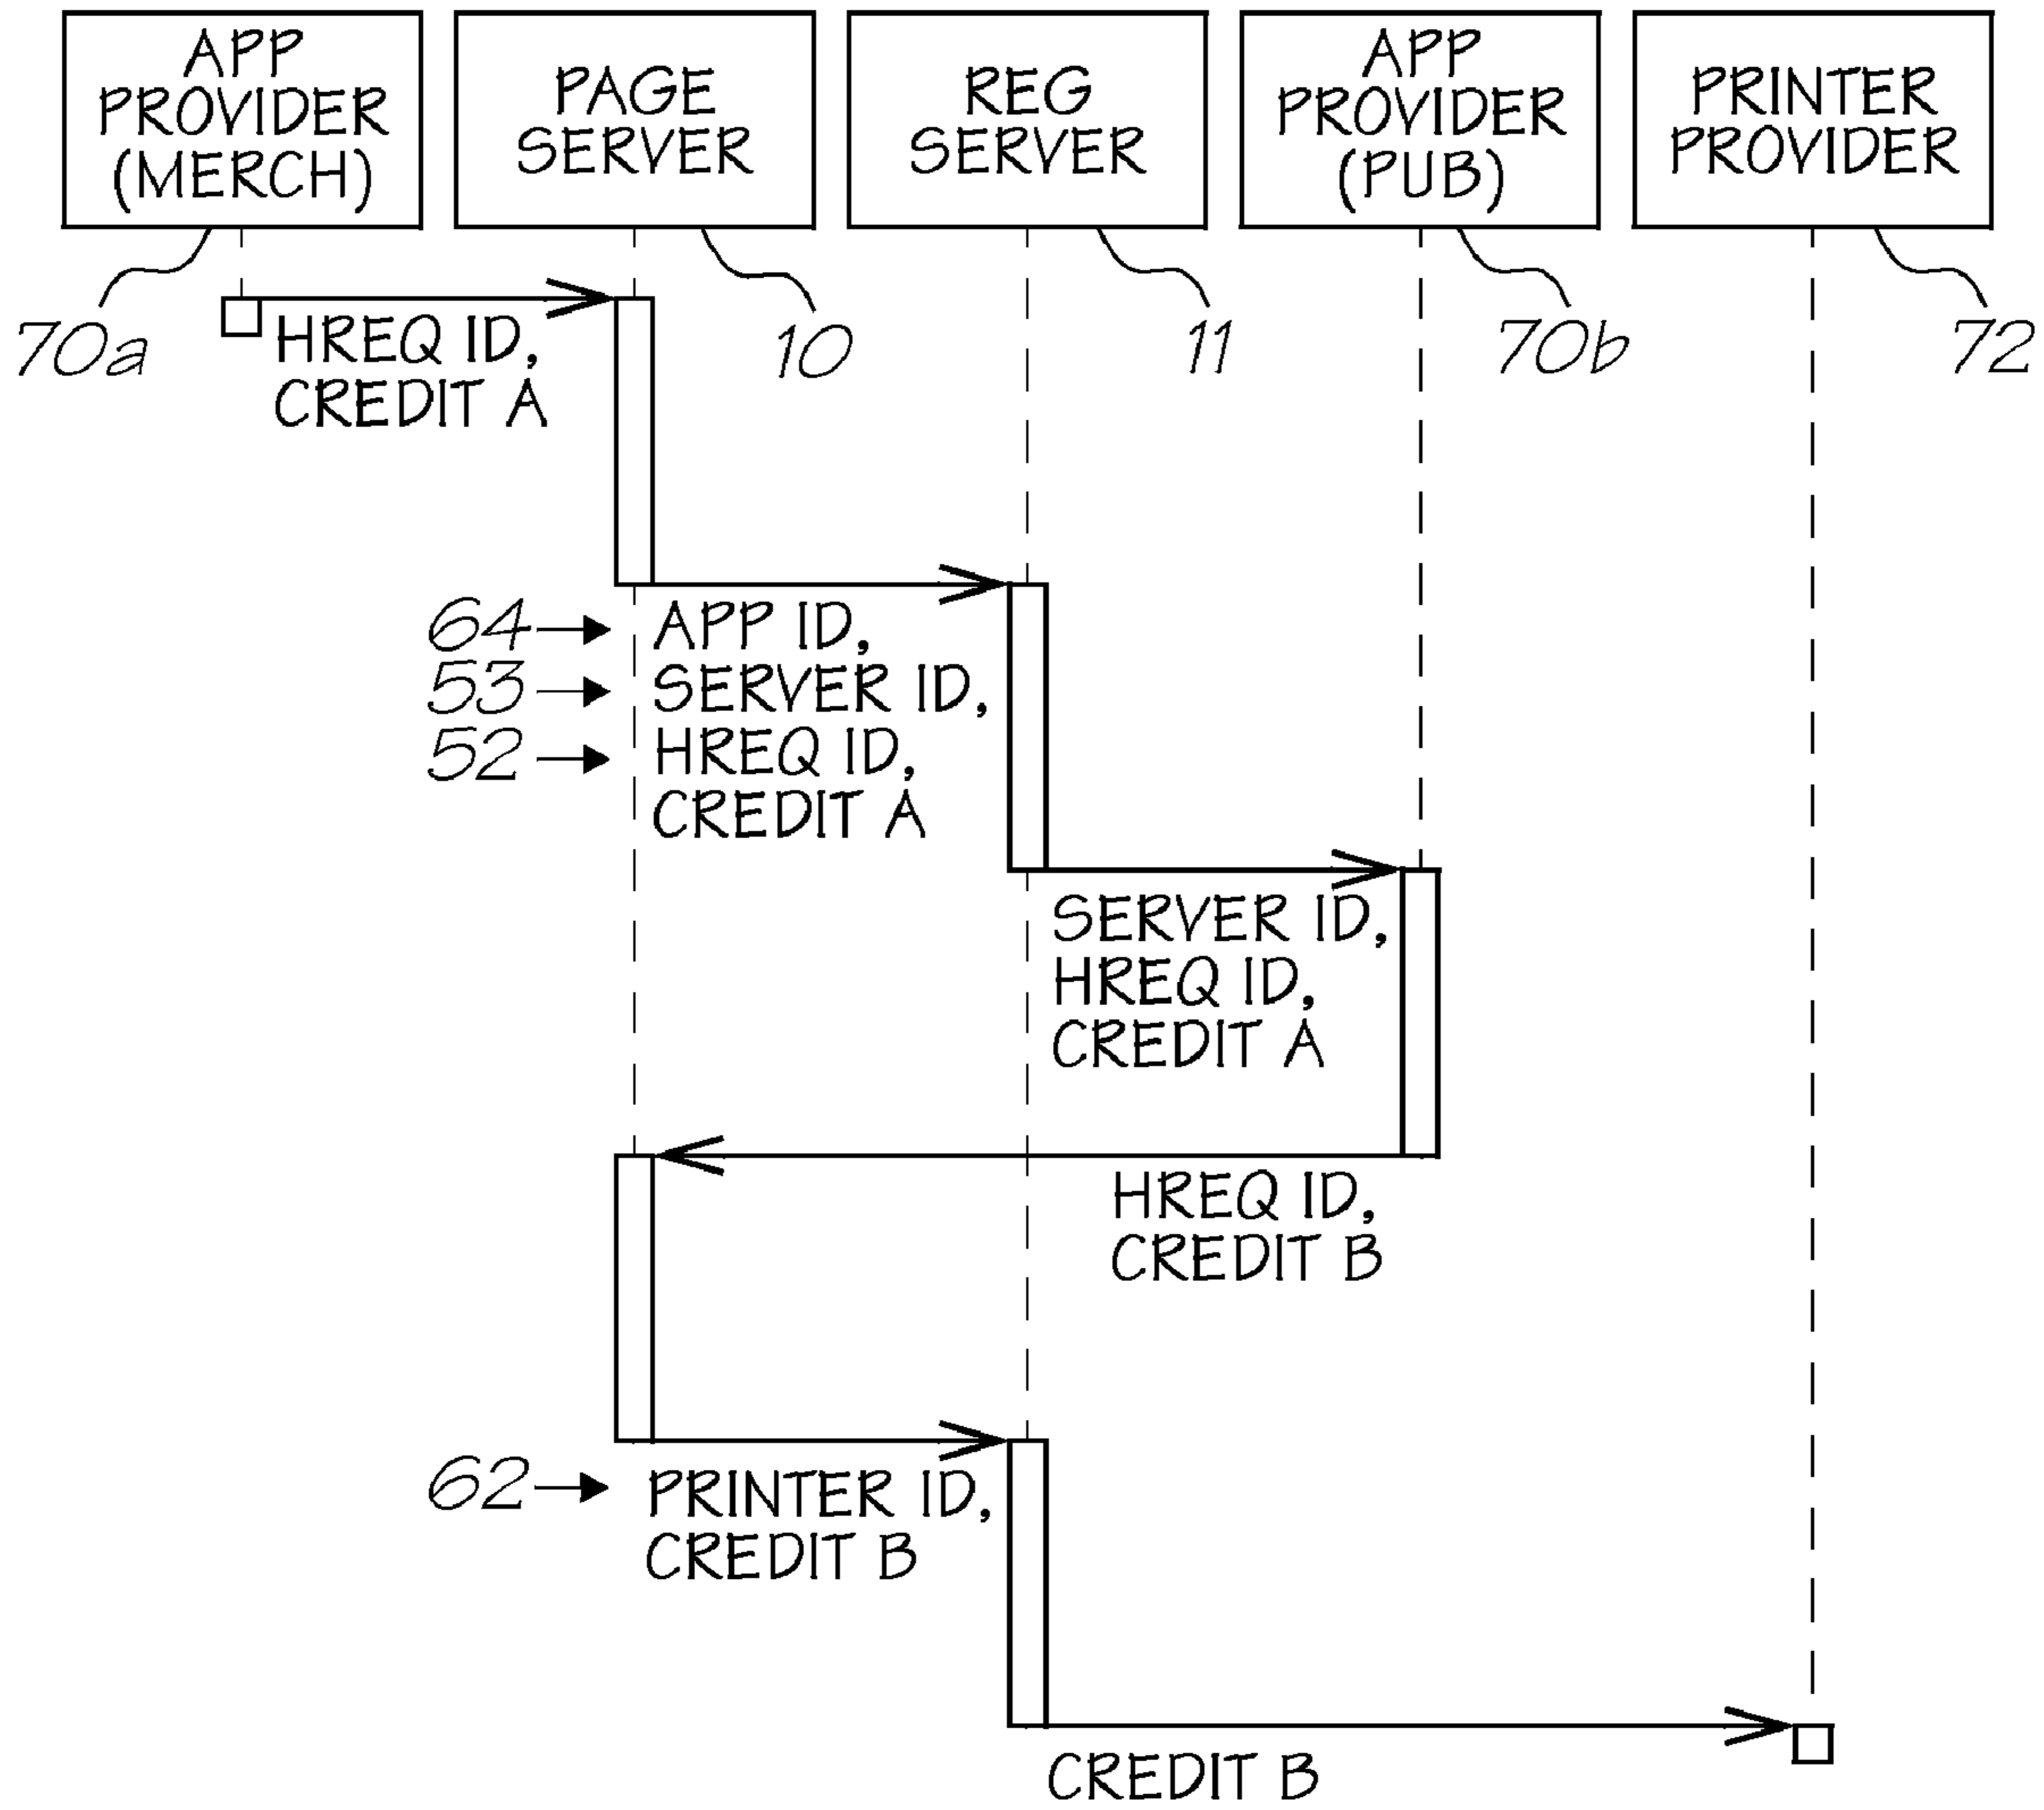 APP
PROVIDER
(MERCH)
PAGE
SERVER
REG
SERVER
APP
PROVIDER
(PUB)
PRINTER
PROVIDER
70a
10
11
70b
72
HREQ ID,
CREDIT A
64
APP ID,
53
SERVER ID,
52
HREQ ID,
CREDIT A
SERVER ID,
HREQ ID,
CREDIT A
HREQ ID,
CREDIT B
62
PRINTER ID,
CREDIT B
CREDIT B